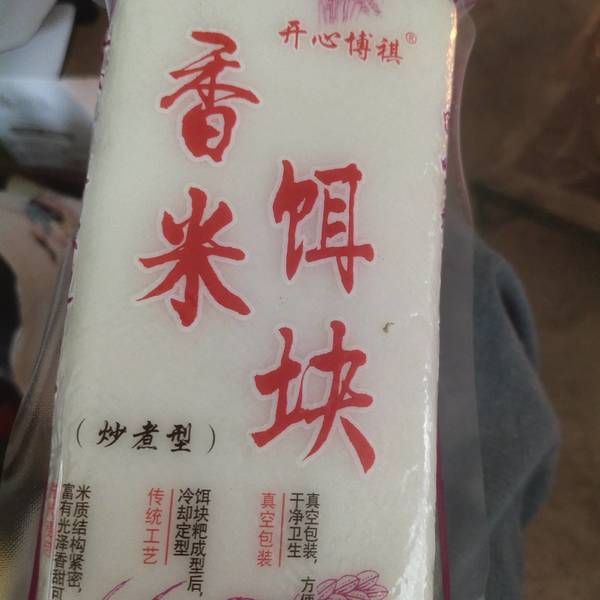 开心博祺®
香米
饵块
（炒煮型）
真空包装
真空包装，方便
干净卫生
传统工艺
饵块粑成型后，
冷却定型
米质结构紧密，
富有光泽香甜可